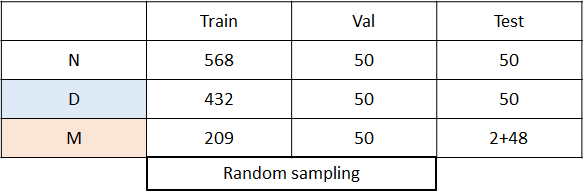 Train Val Test
N 568 50 50
D 432 50 50
M 209 50 2+48
Random sampling